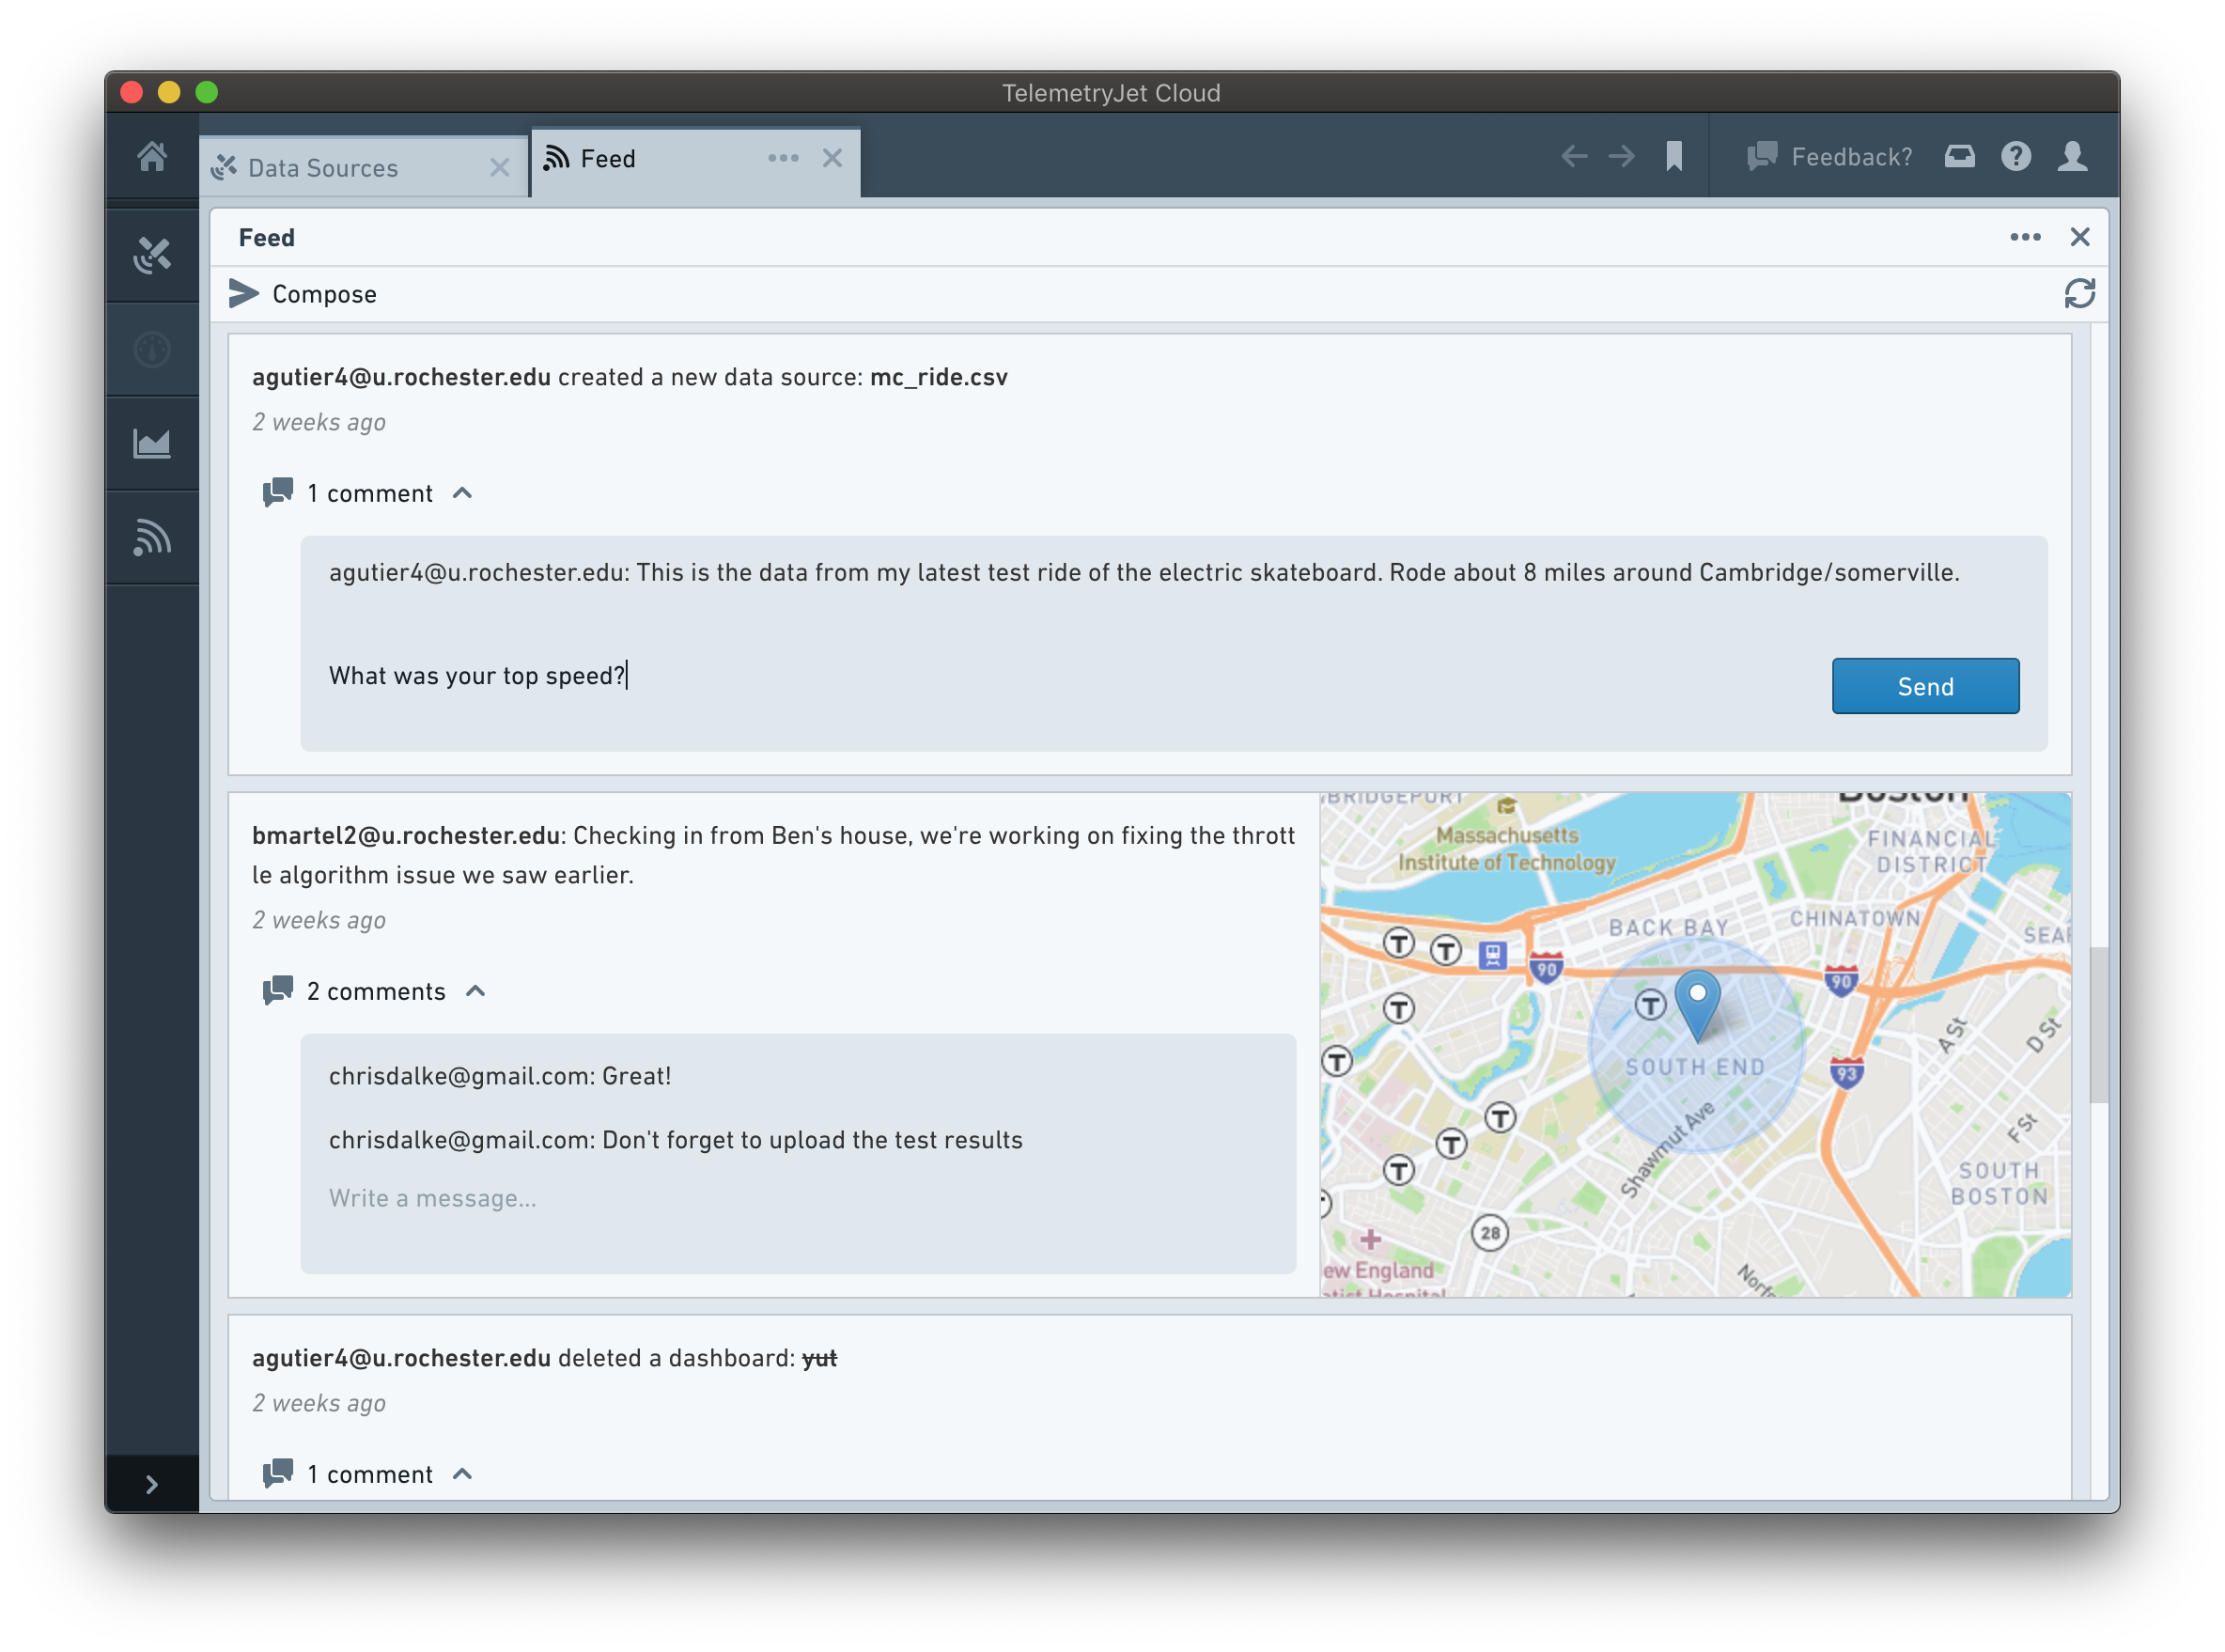 TelemetryJet Cloud
Data Sources
Feed
Feedback?
Feed
Compose
agutier4@u.rochester.edu created a new data source: mc_ride.csv
2 weeks ago
1 comment
agutier4@u.rochester.edu: This is the data from my latest test ride of the electric skateboard. Rode about 8 miles around Cambridge/somerville.
What was your top speed?
Send
bmartel2@u.rochester.edu: Checking in from Ben's house, we're working on fixing the thrott
le algorithm issue we saw earlier.
2 weeks ago
2 comments
chrisdalke@gmail.com: Great!
chrisdalke@gmail.com: Don't forget to upload the test results
Write a message...
BRIDGEPORT
Boston
Massachusetts
Institute of Technology
FINANCIAL
DISTRICT
BACK BAY
CHINATOWN
SEA
T
T
90
90
T
T
T
SOUTH END
93
A St
D St
T
T
T
Shawmut Ave
F St
SOUTH
BOSTON
28
ew England
Norf
agutier4@u.rochester.edu deleted a dashboard: yut
2 weeks ago
1 comment